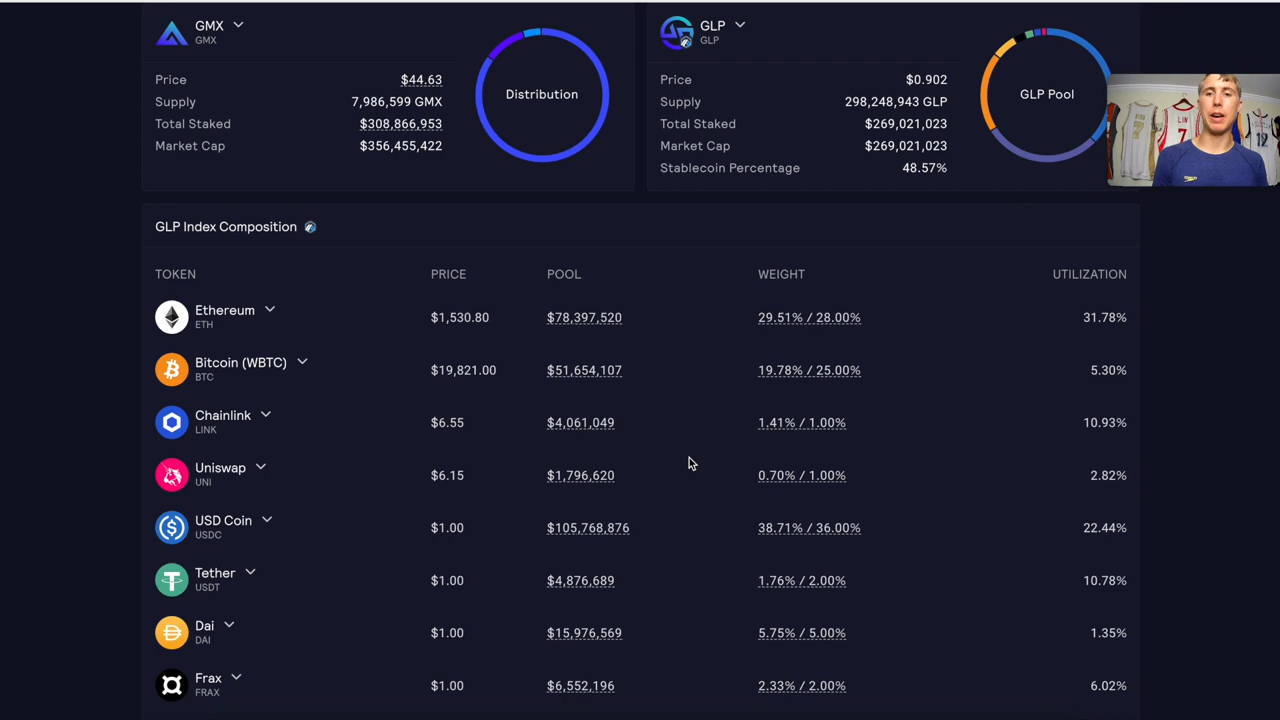 GMX
GMX
Price $44.63
Supply 7,986,599 GMX
Total Staked $308,866,953
Market Cap $356,455,422
Distribution
GLP
GLP
Price $0.902
Supply 298,248,943 GLP
Total Staked $269,021,023
Market Cap $269,021,023
Stablecoin Percentage 48.57%
GLP Pool
LIN
7
7
12
GLP Index Composition
TOKEN PRICE POOL WEIGHT UTILIZATION
Ethereum
ETH
$1,530.80 $78,397,520 29.51% / 28.00% 31.78%
Bitcoin (WBTC)
BTC
$19,821.00 $51,654,107 19.78% / 25.00% 5.30%
Chainlink
LINK
$6.55 $4,061,049 1.41% / 1.00% 10.93%
Uniswap
UNI
$6.15 $1,796,620 0.70% / 1.00% 2.82%
USD Coin
USDC
$1.00 $105,768,876 38.71% / 36.00% 22.44%
Tether
USDT
$1.00 $4,876,689 1.76% / 2.00% 10.78%
Dai
DAI
$1.00 $15,976,569 5.75% / 5.00% 1.35%
Frax
FRAX
$1.00 $6,552,196 2.33% / 2.00% 6.02%